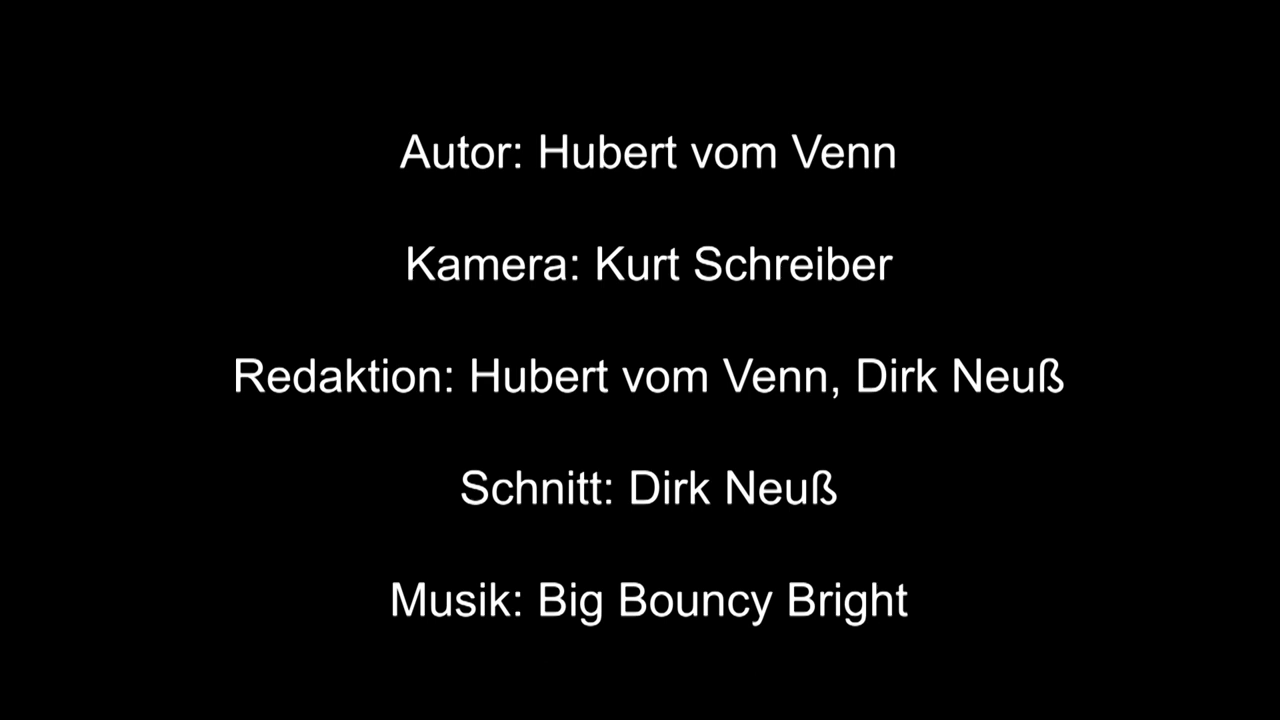 Autor: Hubert vom Venn
Kamera: Kurt Schreiber
Redaktion: Hubert vom Venn, Dirk Neuß
Schnitt: Dirk Neuß
Musik: Big Bouncy Bright